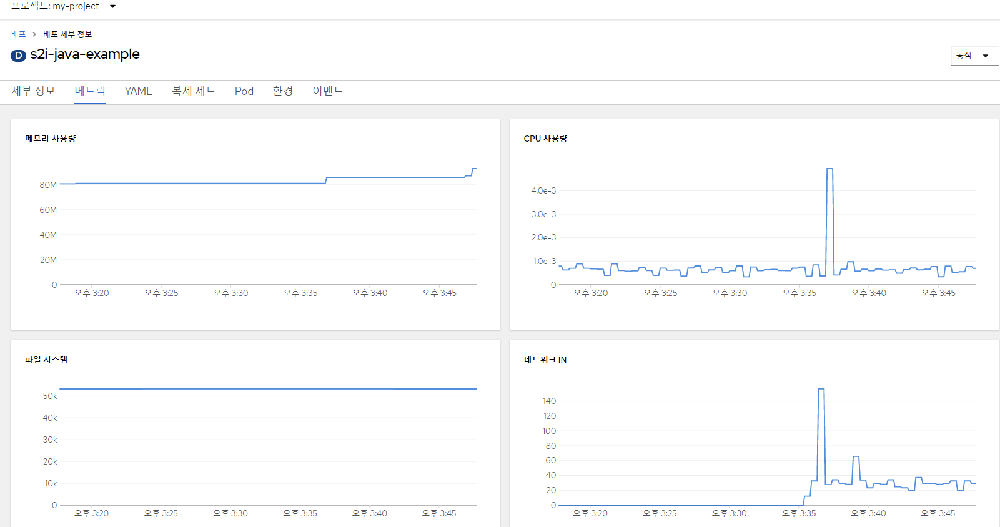 프로젝트: my-project
배포 > 배포 세부 정보
D s2i-java-example
동작
세부 정보 메트릭 YAML 복제 세트 Pod 환경 이벤트
메모리 사용량
80M
60M
40M
20M
0
오후 3:20 오후 3:25 오후 3:30 오후 3:35 오후 3:40 오후 3:45
CPU 사용량
4.0e-3
3.0e-3
2.0e-3
1.0e-3
0
오후 3:20 오후 3:25 오후 3:30 오후 3:35 오후 3:40 오후 3:45
파일 시스템
50k
40k
30k
20k
10k
0
오후 3:20 오후 3:25 오후 3:30 오후 3:35 오후 3:40 오후 3:45
네트워크 IN
140
120
100
80
60
40
20
0
오후 3:20 오후 3:25 오후 3:30 오후 3:35 오후 3:40 오후 3:45